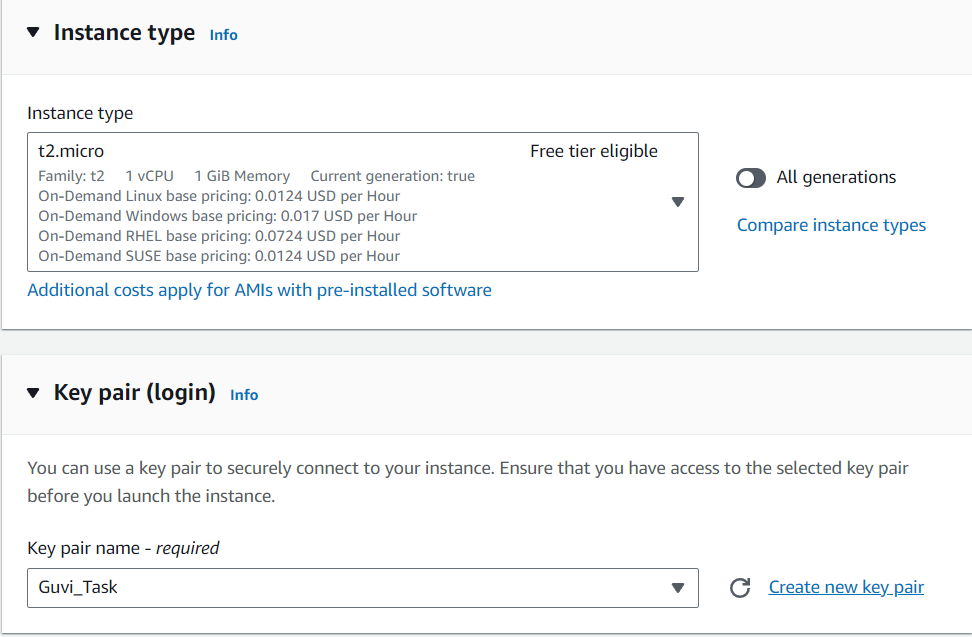 Instance type Info
Instance type
t2.micro Free tier eligible
Family: t2 1 vCPU 1 GiB Memory Current generation: true
On-Demand Linux base pricing: 0.0124 USD per Hour
On-Demand Windows base pricing: 0.017 USD per Hour
On-Demand RHEL base pricing: 0.0724 USD per Hour
On-Demand SUSE base pricing: 0.0124 USD per Hour
All generations
Compare instance types
Additional costs apply for AMIs with pre-installed software
Key pair (login) Info
You can use a key pair to securely connect to your instance. Ensure that you have access to the selected key pair
before you launch the instance.
Key pair name - required
Guvi_Task
Create new key pair